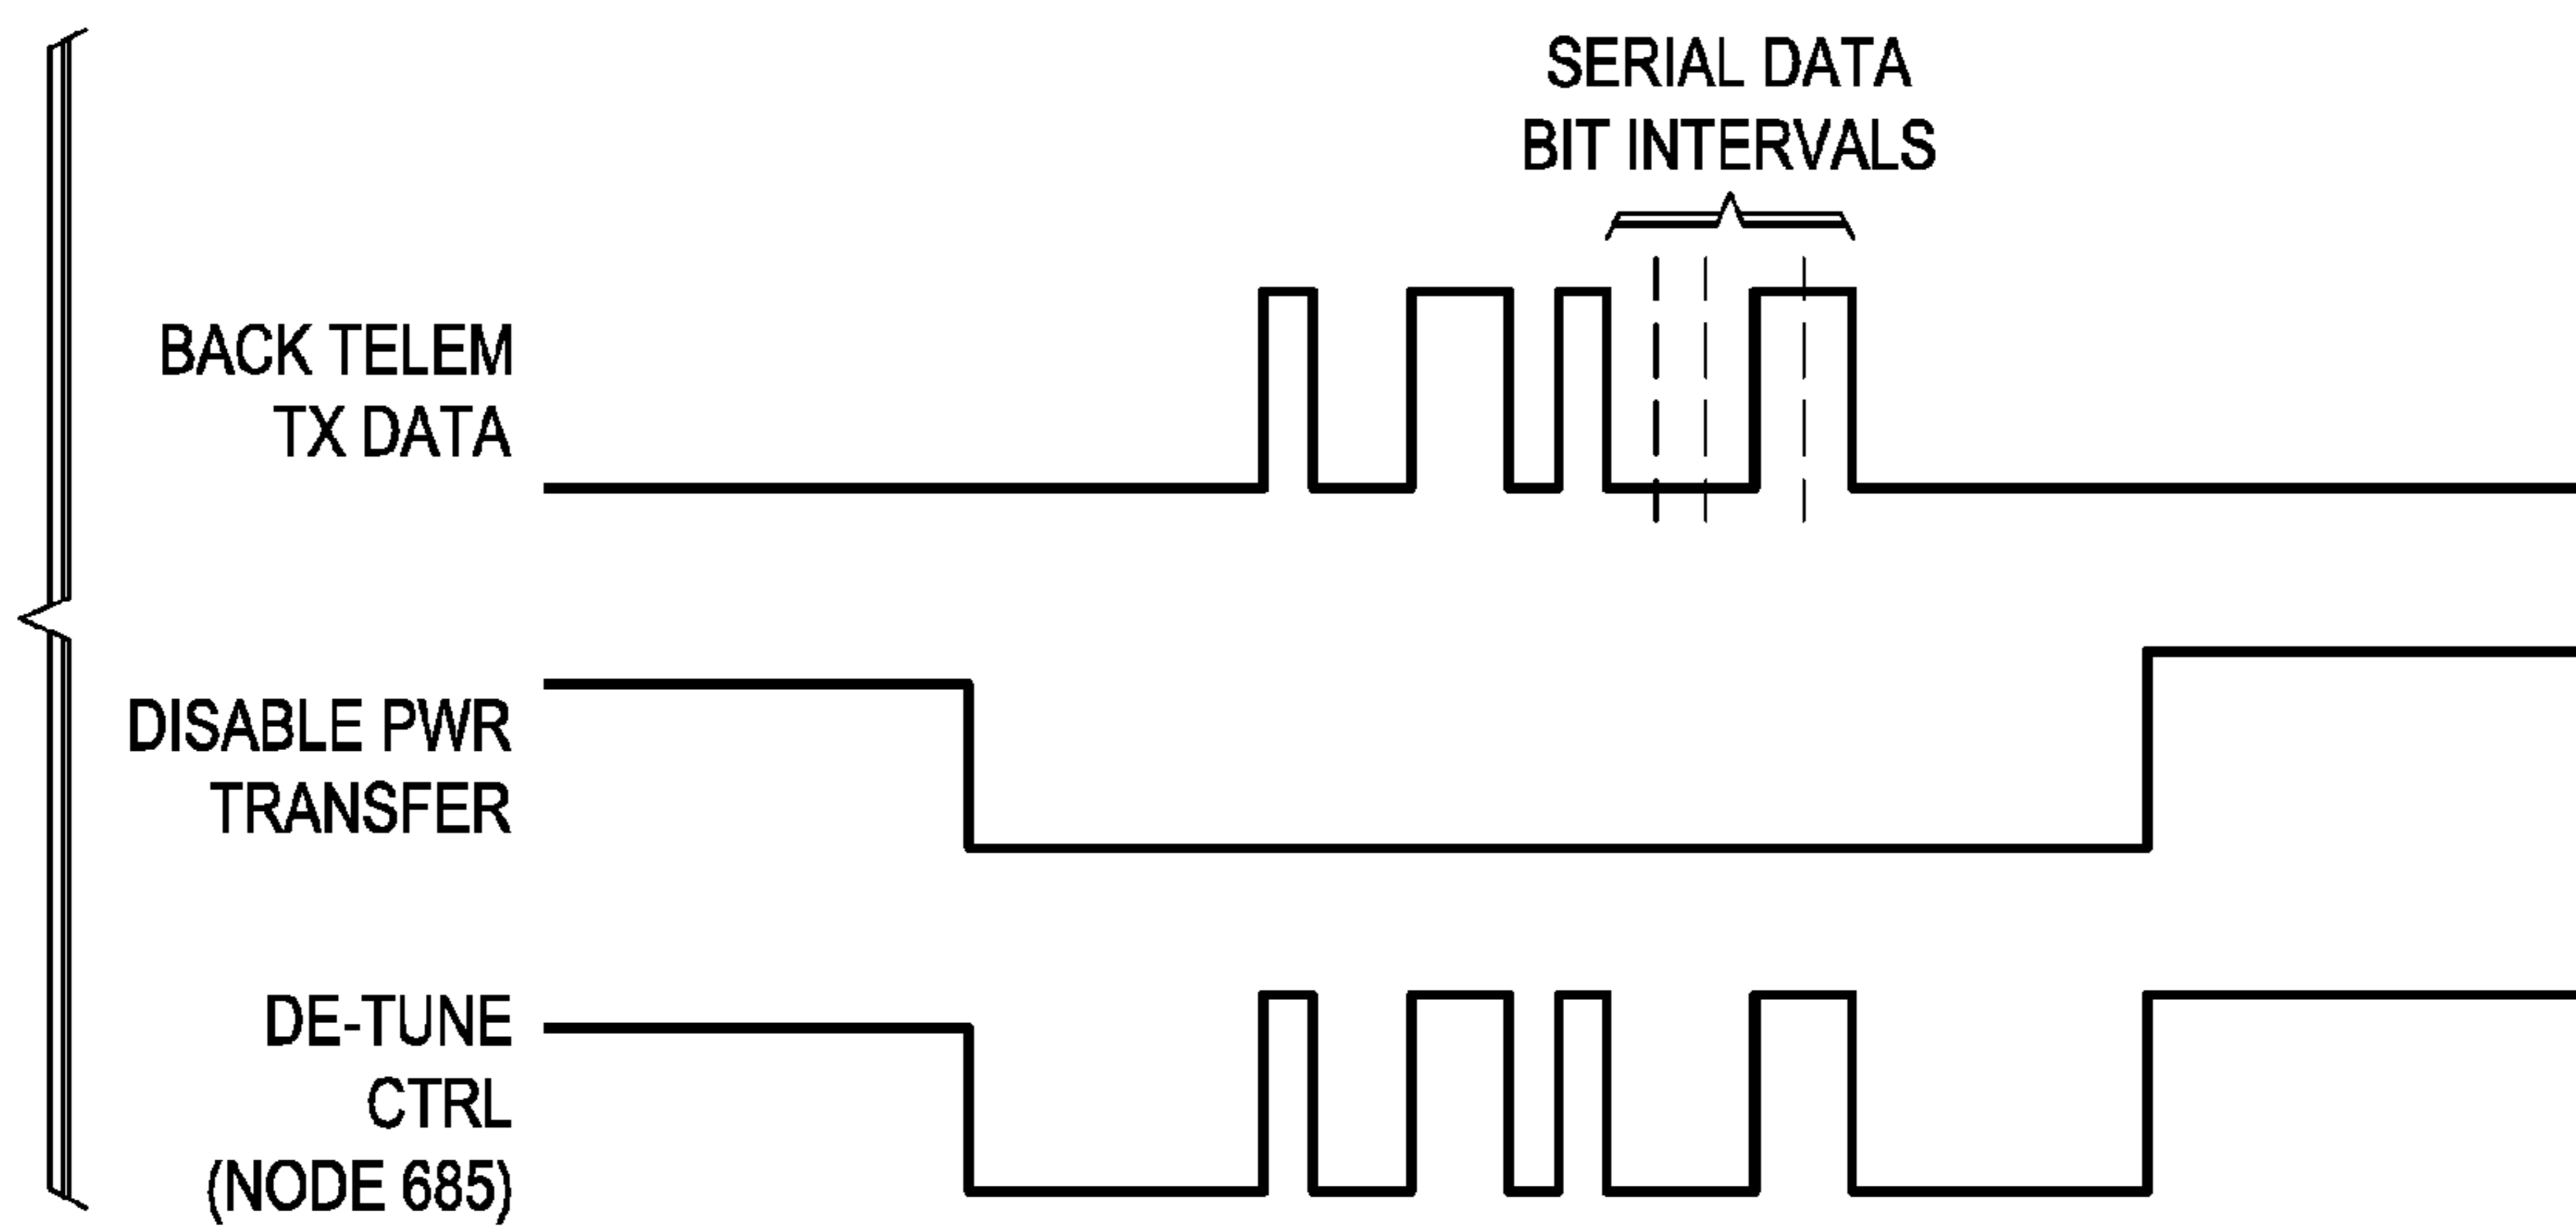 SERIAL DATA
BIT INTERVALS
BACK TELEM
TX DATA
DISABLE PWR
TRANSFER
DE-TUNE
CTRL
(NODE 685)